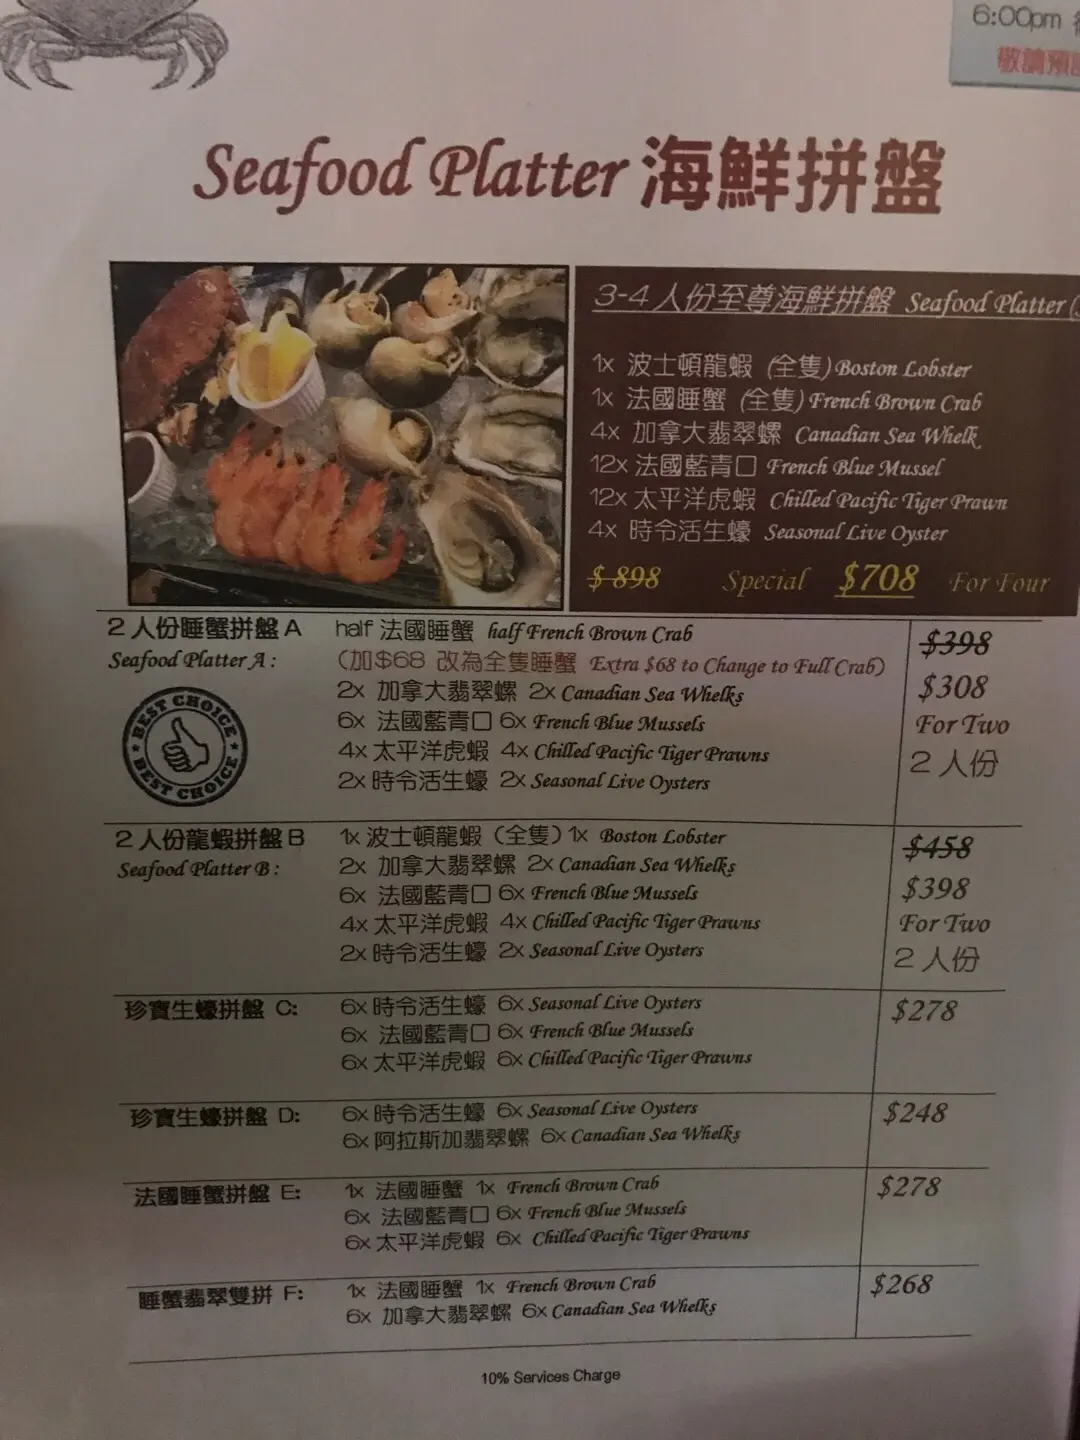 6:00pm
敬請預
Seafood Platter 海鮮拼盤
3-4 人份至尊海鮮拼盤 Seafood Platter
1x 波士頓龍蝦 (全隻) Boston Lobster
1x 法國睡蟹 (全隻) French Brown Crab
4x 加拿大翡翠螺 Canadian Sea Whelk
12x 法國藍青口 French Blue Mussel
12x 太平洋虎蝦 Chilled Pacific Tiger Prawn
4x 時令活生蠔 Seasonal Live Oyster
$ 898 Special $708 For Four
2 人份睡蟹拼盤 A half 法國睡蟹 half French Brown Crab $398
Seafood Platter A : (加$68 改為全隻睡蟹 Extra $68 to Change to Full Crab)
2x 加拿大翡翠螺 2x Canadian Sea Whelks $308
6x 法國藍青口 6x French Blue Mussels For Two
4x 太平洋虎蝦 4x Chilled Pacific Tiger Prawns 2 人份
2x 時令活生蠔 2x Seasonal Live Oysters
BEST CHOICE
BEST CHOICE
2 人份龍蝦拼盤 B 1x 波士頓龍蝦 (全隻) 1x Boston Lobster $458
Seafood Platter B : 2x 加拿大翡翠螺 2x Canadian Sea Whelks
6x 法國藍青口 6x French Blue Mussels $398
4x 太平洋虎蝦 4x Chilled Pacific Tiger Prawns For Two
2x 時令活生蠔 2x Seasonal Live Oysters 2 人份
珍寶生蠔拼盤 C: 6x 時令活生蠔 6x Seasonal Live Oysters $278
6x 法國藍青口 6x French Blue Mussels
6x 太平洋虎蝦 6x Chilled Pacific Tiger Prawns
珍寶生蠔拼盤 D: 6x 時令活生蠔 6x Seasonal Live Oysters $248
6x 阿拉斯加翡翠螺 6x Canadian Sea Whelks
法國睡蟹拼盤 E: 1x 法國睡蟹 1x French Brown Crab $278
6x 法國藍青口 6x French Blue Mussels
6x 太平洋虎蝦 6x Chilled Pacific Tiger Prawns
睡蟹翡翠雙拼 F: 1x 法國睡蟹 1x French Brown Crab $268
6x 加拿大翡翠螺 6x Canadian Sea Whelks
10% Services Charge